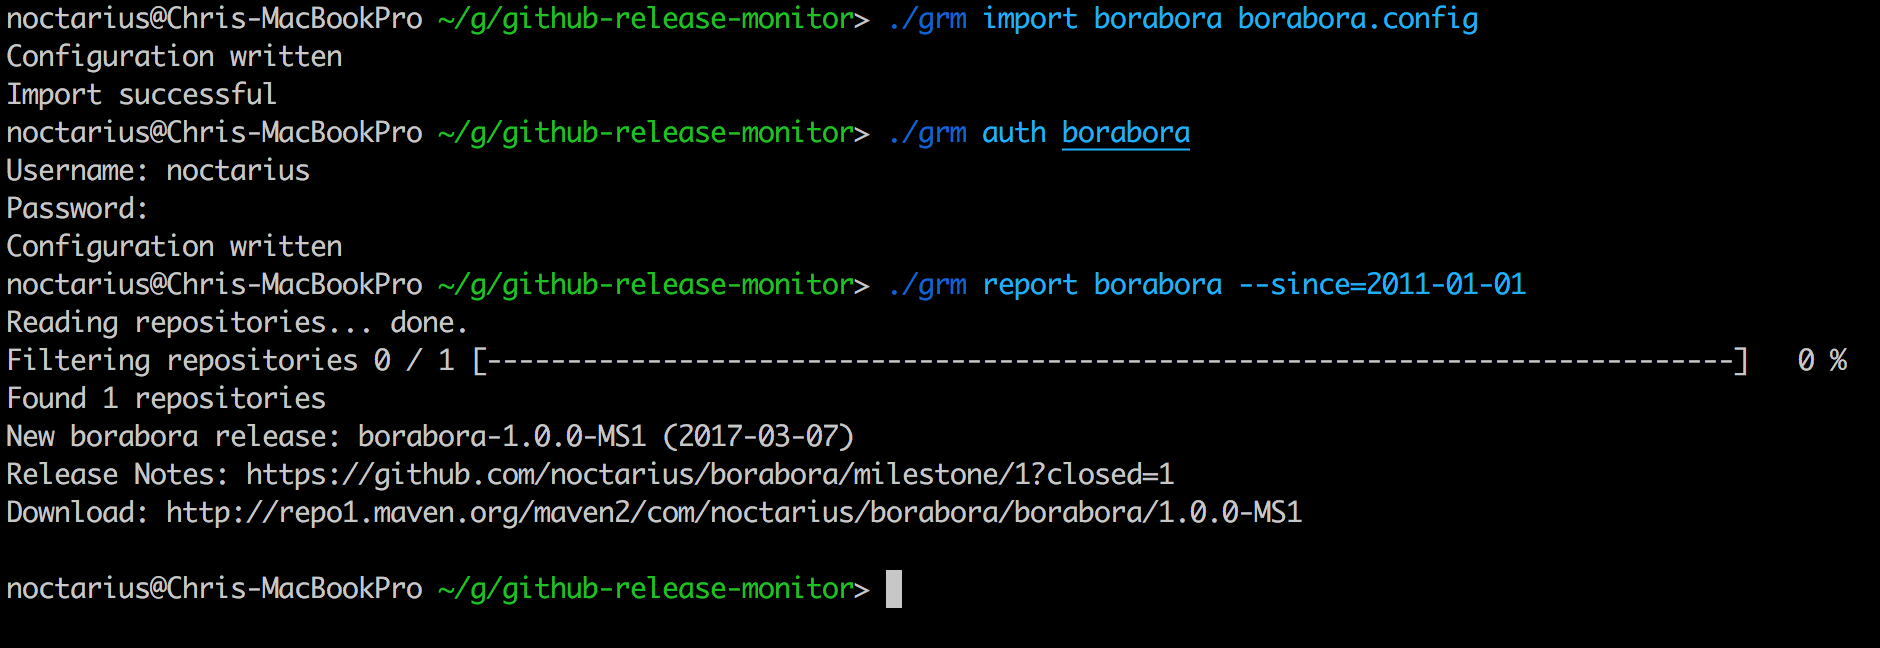 noctarius@Chris-MacBookPro ~/g/github-release-monitor> ./grm import borabora borabora.config
Configuration written
Import successful
noctarius@Chris-MacBookPro ~/g/github-release-monitor> ./grm auth borabora
Username: noctarius
Password:
Configuration written
noctarius@Chris-MacBookPro ~/g/github-release-monitor> ./grm report borabora --since=2011-01-01
Reading repositories... done.
Filtering repositories 0 / 1 [------------------------------------------------------------------------------]   0 %
Found 1 repositories
New borabora release: borabora-1.0.0-MS1 (2017-03-07)
Release Notes: https://github.com/noctarius/borabora/milestone/1?closed=1
Download: http://repo1.maven.org/maven2/com/noctarius/borabora/borabora/1.0.0-MS1
noctarius@Chris-MacBookPro ~/g/github-release-monitor>